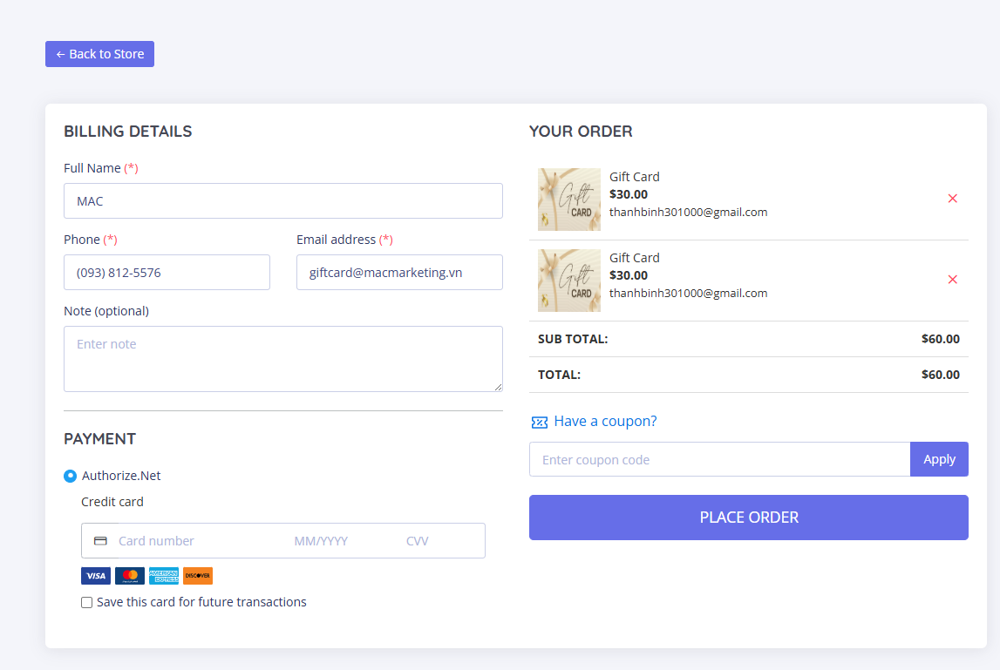 ← Back to Store
BILLING DETAILS
Full Name (*)
MAC
Phone (*)
Email address (*)
(093) 812-5576
giftcard@macmarketing.vn
Note (optional)
Enter note
PAYMENT
Authorize.Net
Credit card
Card number MM/YYYY CVV
VISA
MasterCard
AMERICAN EXPRESS
DISCOVER
Save this card for future transactions
YOUR ORDER
Gift CARD
Gift Card
$30.00
thanhbinh301000@gmail.com
×
Gift CARD
Gift Card
$30.00
thanhbinh301000@gmail.com
×
SUB TOTAL: $60.00
TOTAL: $60.00
Have a coupon?
Enter coupon code
Apply
PLACE ORDER